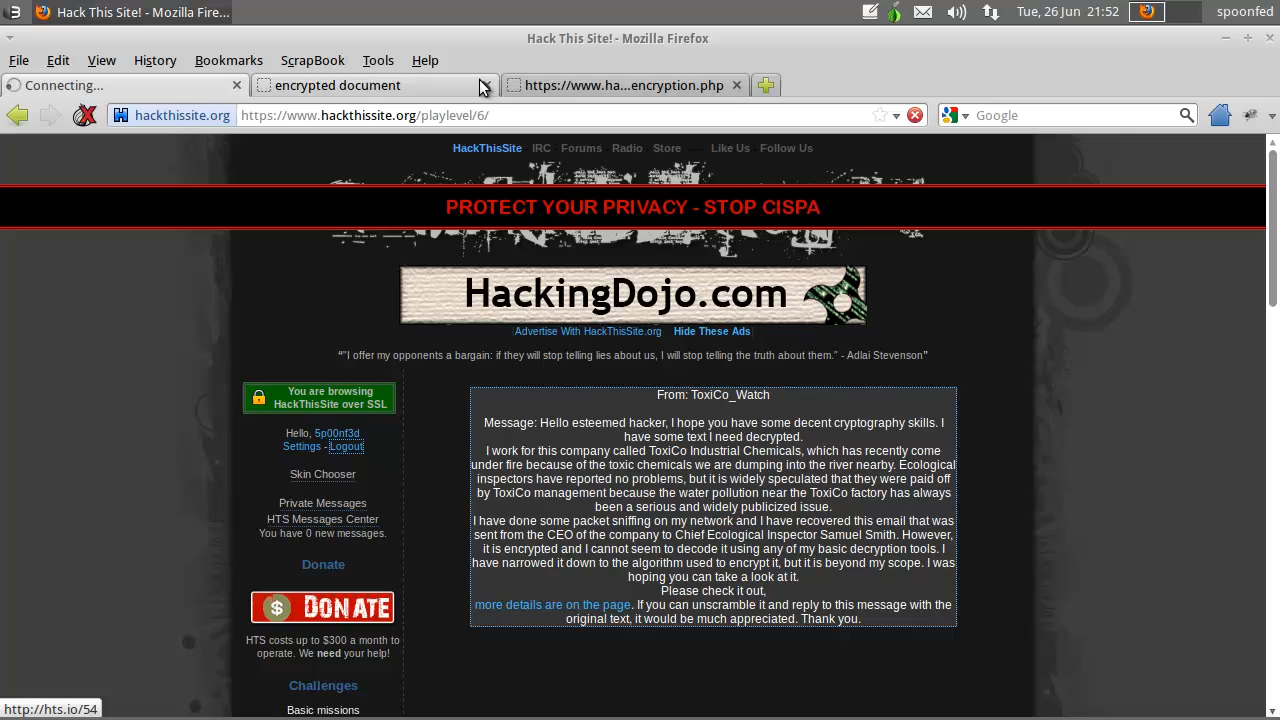 Hack This Site! - Mozilla Fire...
Tue, 26 Jun 21:52
spoonfed
Hack This Site! - Mozilla Firefox
File Edit View History Bookmarks ScrapBook Tools Help
Connecting...
encrypted document
https://www.ha...encryption.php
hackthissite.org
https://www.hackthissite.org/playlevel/6/
Google
HackThisSite IRC Forums Radio Store Like Us Follow Us
PROTECT YOUR PRIVACY - STOP CISPA
HackingDojo.com
Advertise With HackThisSite.org Hide These Ads
“"I offer my opponents a bargain: if they will stop telling lies about us, I will stop telling the truth about them." - Adlai Stevenson”
You are browsing
HackThisSite over SSL
Hello, 5p00nf3d
Settings - Logout
Skin Chooser
Private Messages
HTS Messages Center
You have 0 new messages.
Donate
$ DONATE
HTS costs up to $300 a month to
operate. We need your help!
Challenges
Basic missions
From: ToxiCo_Watch
Message: Hello esteemed hacker, I hope you have some decent cryptography skills. I
have some text I need decrypted.
I work for this company called ToxiCo Industrial Chemicals, which has recently come
under fire because of the toxic chemicals we are dumping into the river nearby. Ecological
inspectors have reported no problems, but it is widely speculated that they were paid off
by ToxiCo management because the water pollution near the ToxiCo factory has always
been a serious and widely publicized issue.
I have done some packet sniffing on my network and I have recovered this email that was
sent from the CEO of the company to Chief Ecological Inspector Samuel Smith. However,
it is encrypted and I cannot seem to decode it using any of my basic decryption tools. I
have narrowed it down to the algorithm used to encrypt it, but it is beyond my scope. I was
hoping you can take a look at it.
Please check it out,
more details are on the page. If you can unscramble it and reply to this message with the
original text, it would be much appreciated. Thank you.
http://hts.io/54